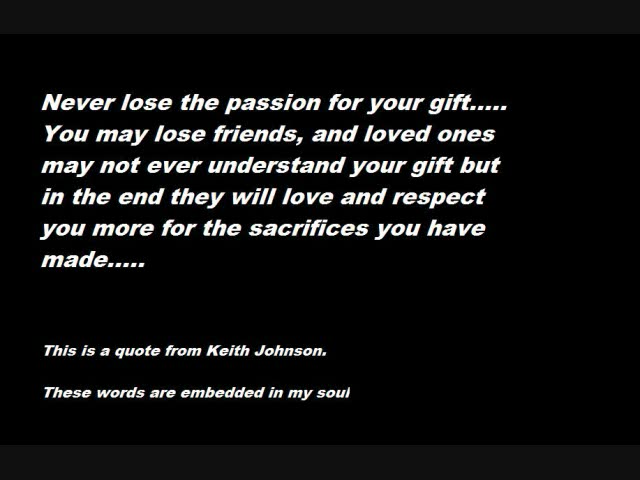 Never lose the passion for your gift.....
You may lose friends, and loved ones
may not ever understand your gift but
in the end they will love and respect
you more for the sacrifices you have
made.....
This is a quote from Keith Johnson.
These words are embedded in my soul